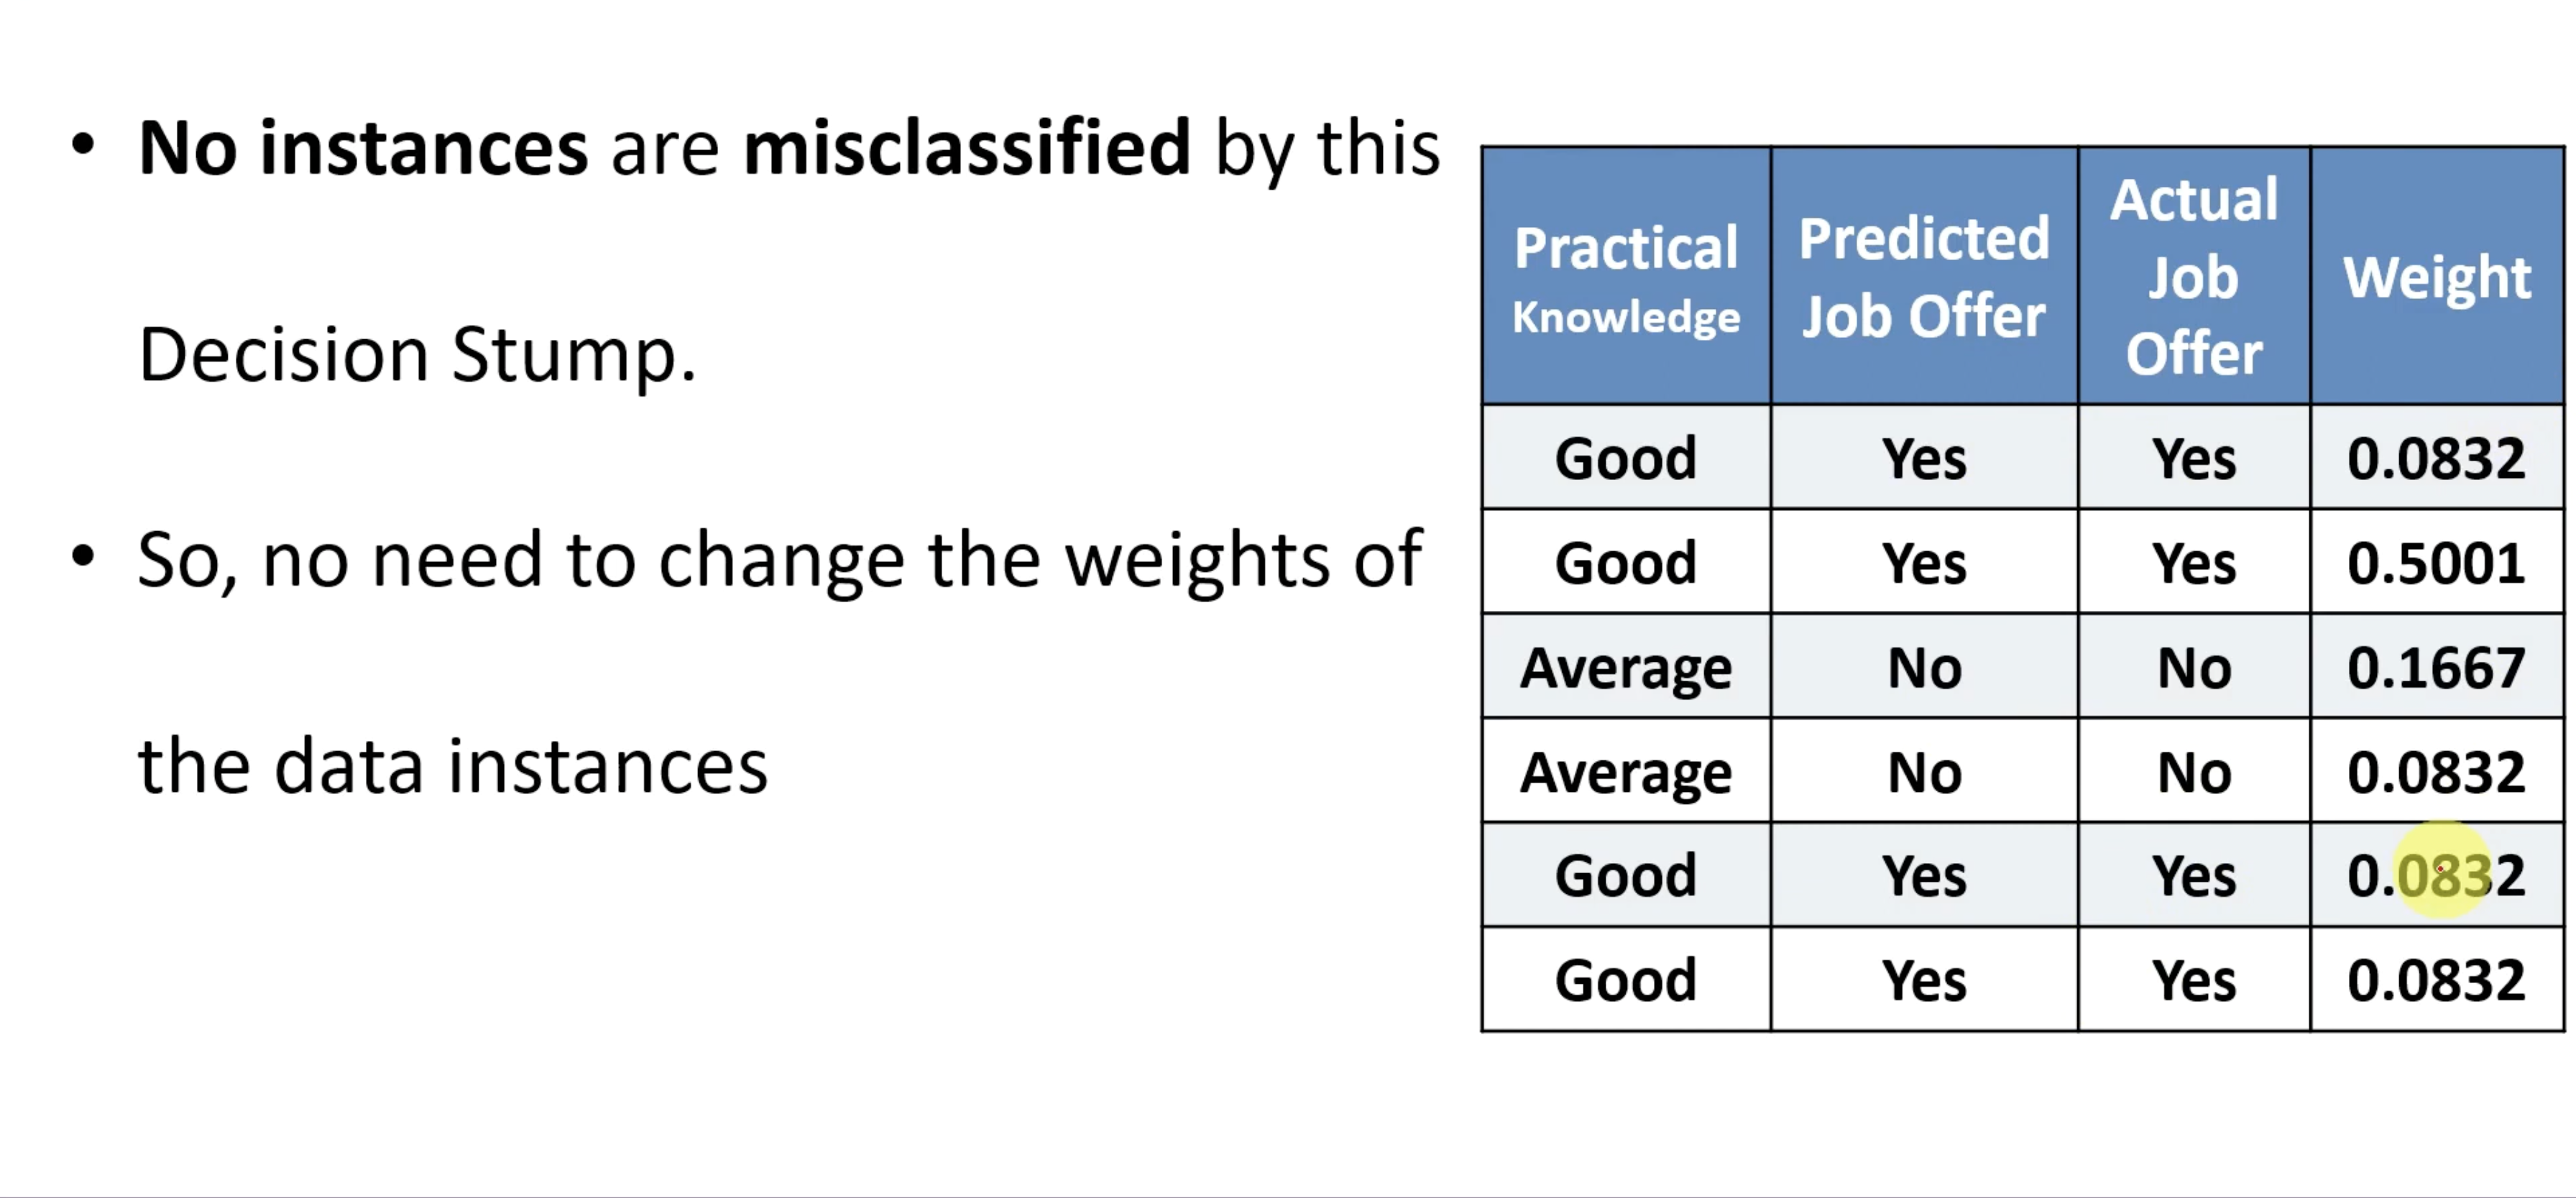 • No instances are misclassified by this
Decision Stump.
• So, no need to change the weights of
the data instances
Practical Knowledge Predicted Job Offer Actual Job Offer Weight
Good Yes Yes 0.0832
Good Yes Yes 0.5001
Average No No 0.1667
Average No No 0.0832
Good Yes Yes 0.0832
Good Yes Yes 0.0832